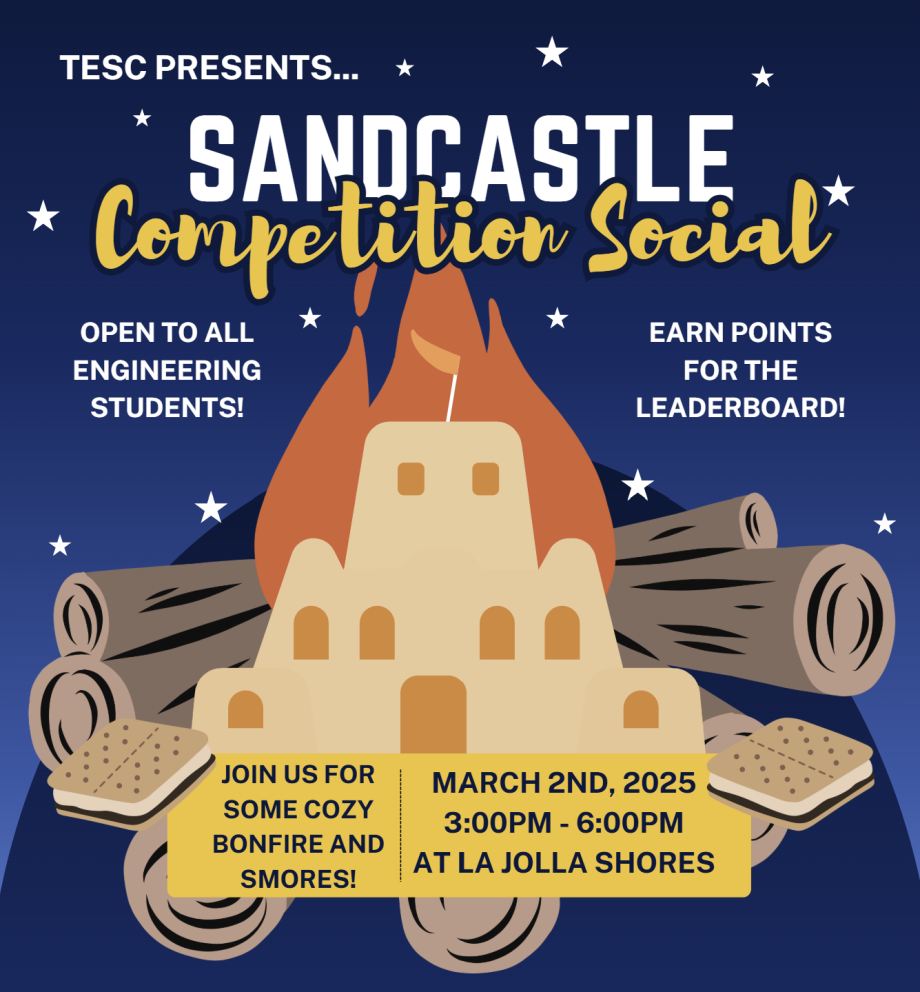 TESC PRESENTS...
SANDCASTLE
Competition Social
OPEN TO ALL
ENGINEERING
STUDENTS!
EARN POINTS
FOR THE
LEADERBOARD!
JOIN US FOR
SOME COZY
BONFIRE AND
SMORES!
MARCH 2ND, 2025
3:00PM - 6:00PM
AT LA JOLLA SHORES